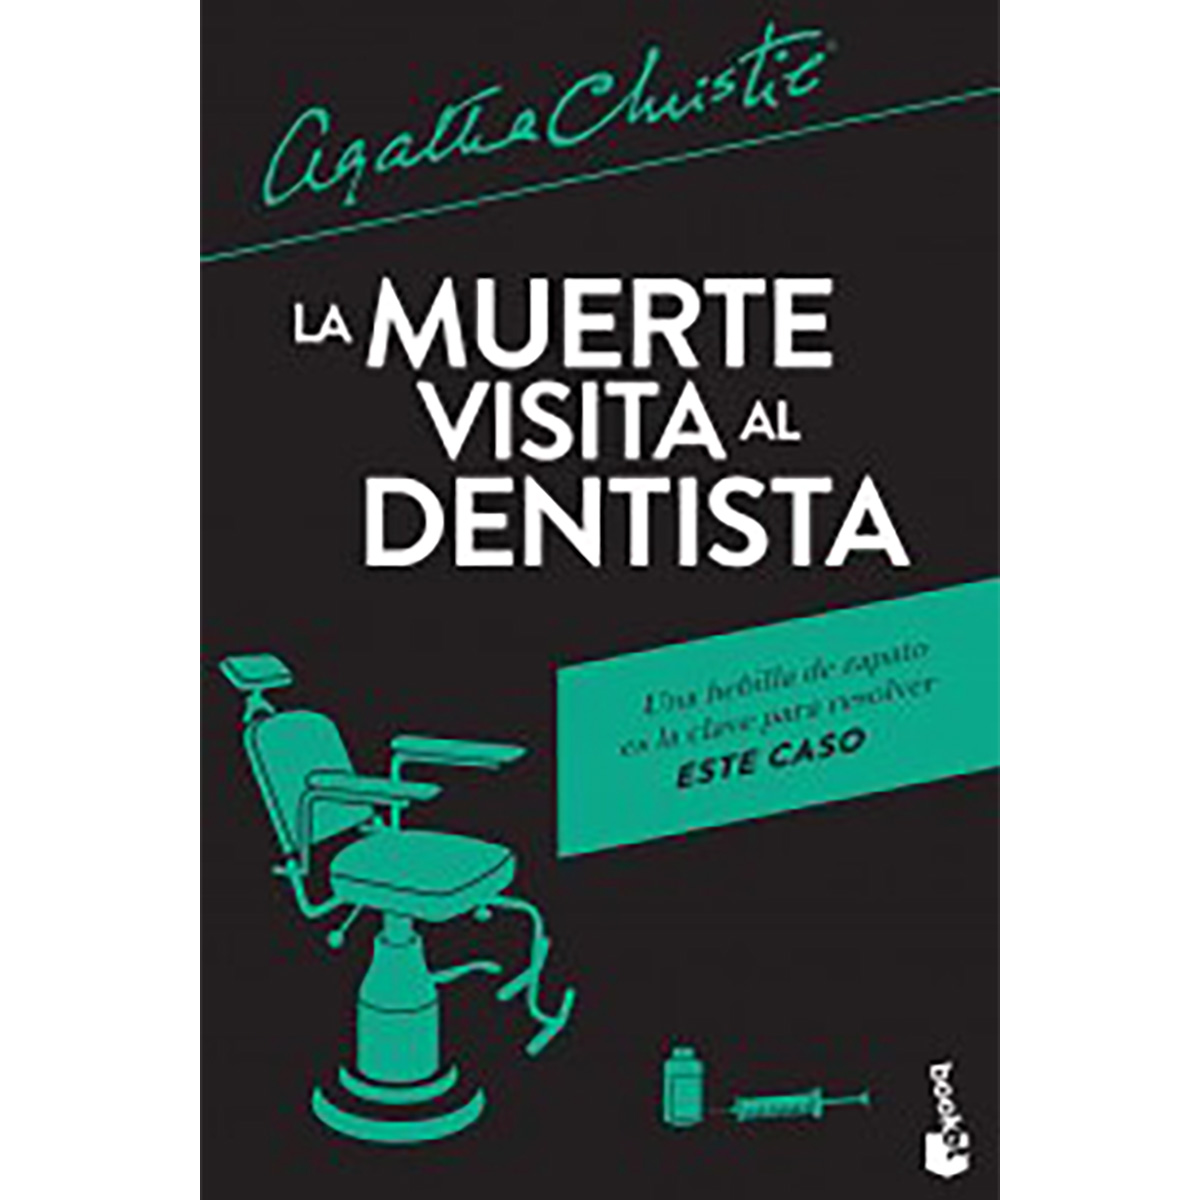 Agatha Christie
LA MUERTE
VISITA AL
DENTISTA
Una hebilla de zapato
es la clave para resolver
ESTE CASO
booket